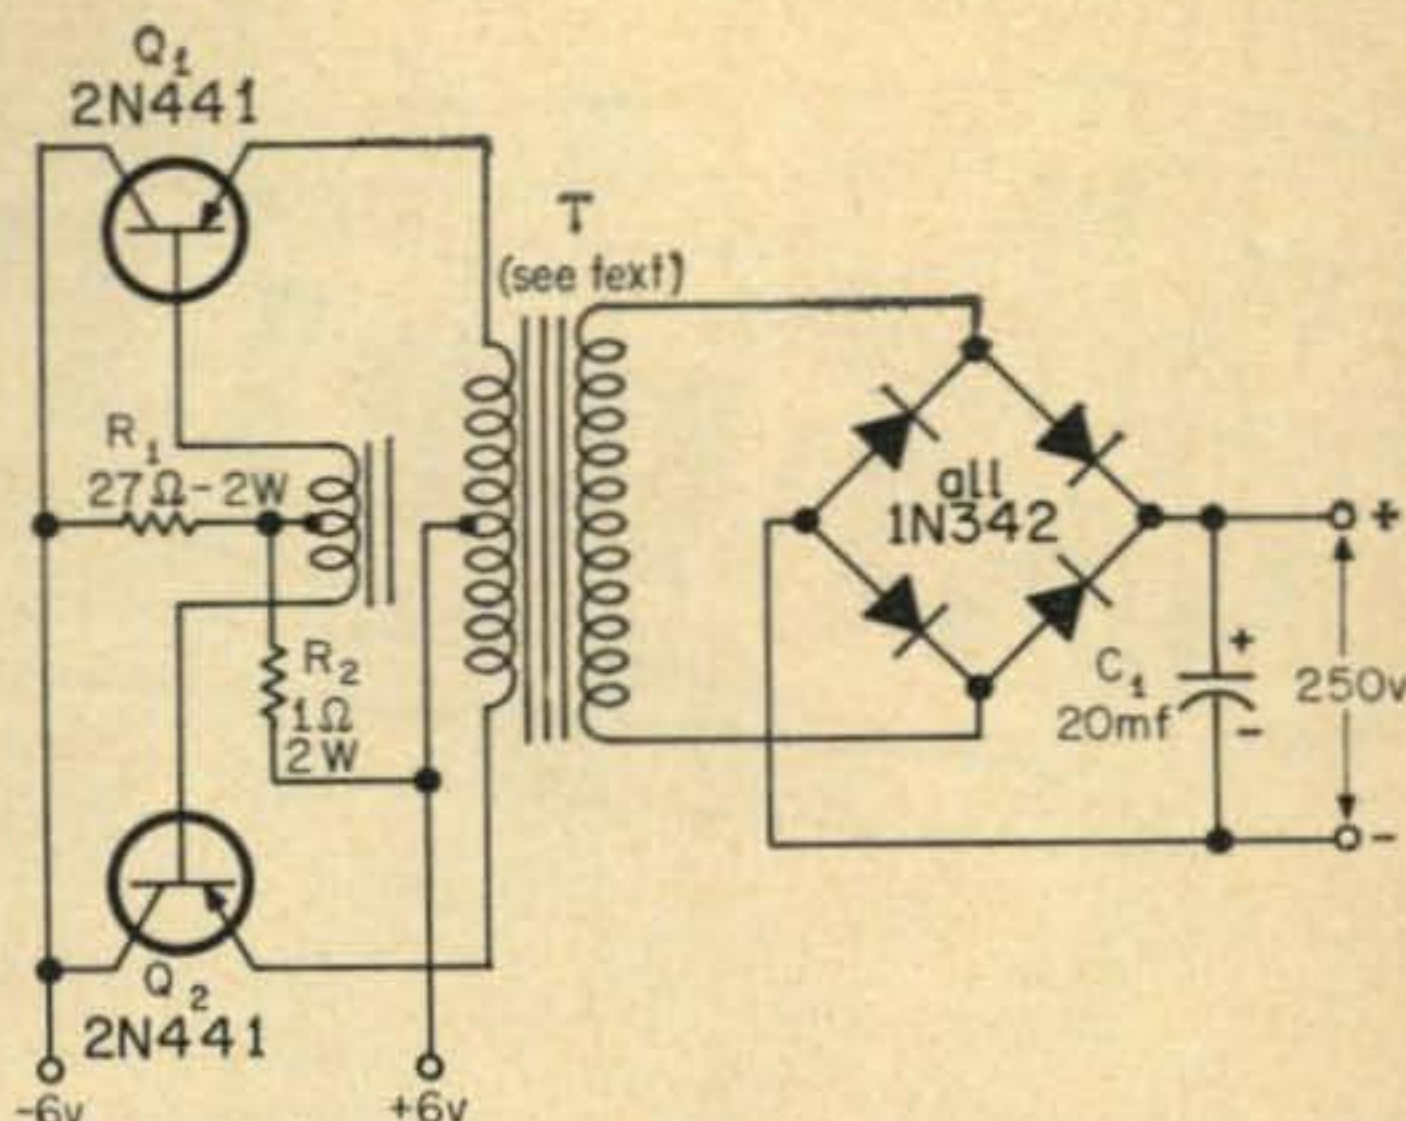 Q1
2N441
T
(see text)
R1
27Ω-2W
all
1N342
+
R2
1Ω
2W
C1
20mf
+
-
250v
-
Q2
2N441
-6v
+6v